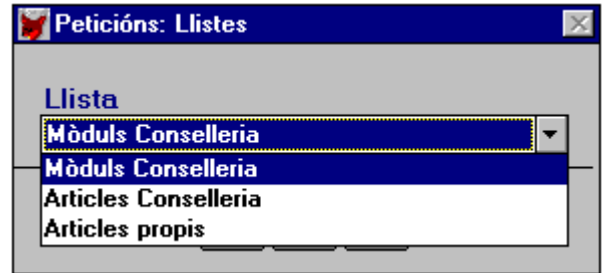 Peticións: Llistes
Llista
Mòduls Conselleria
Mòduls Conselleria
Articles Conselleria
Articles propis